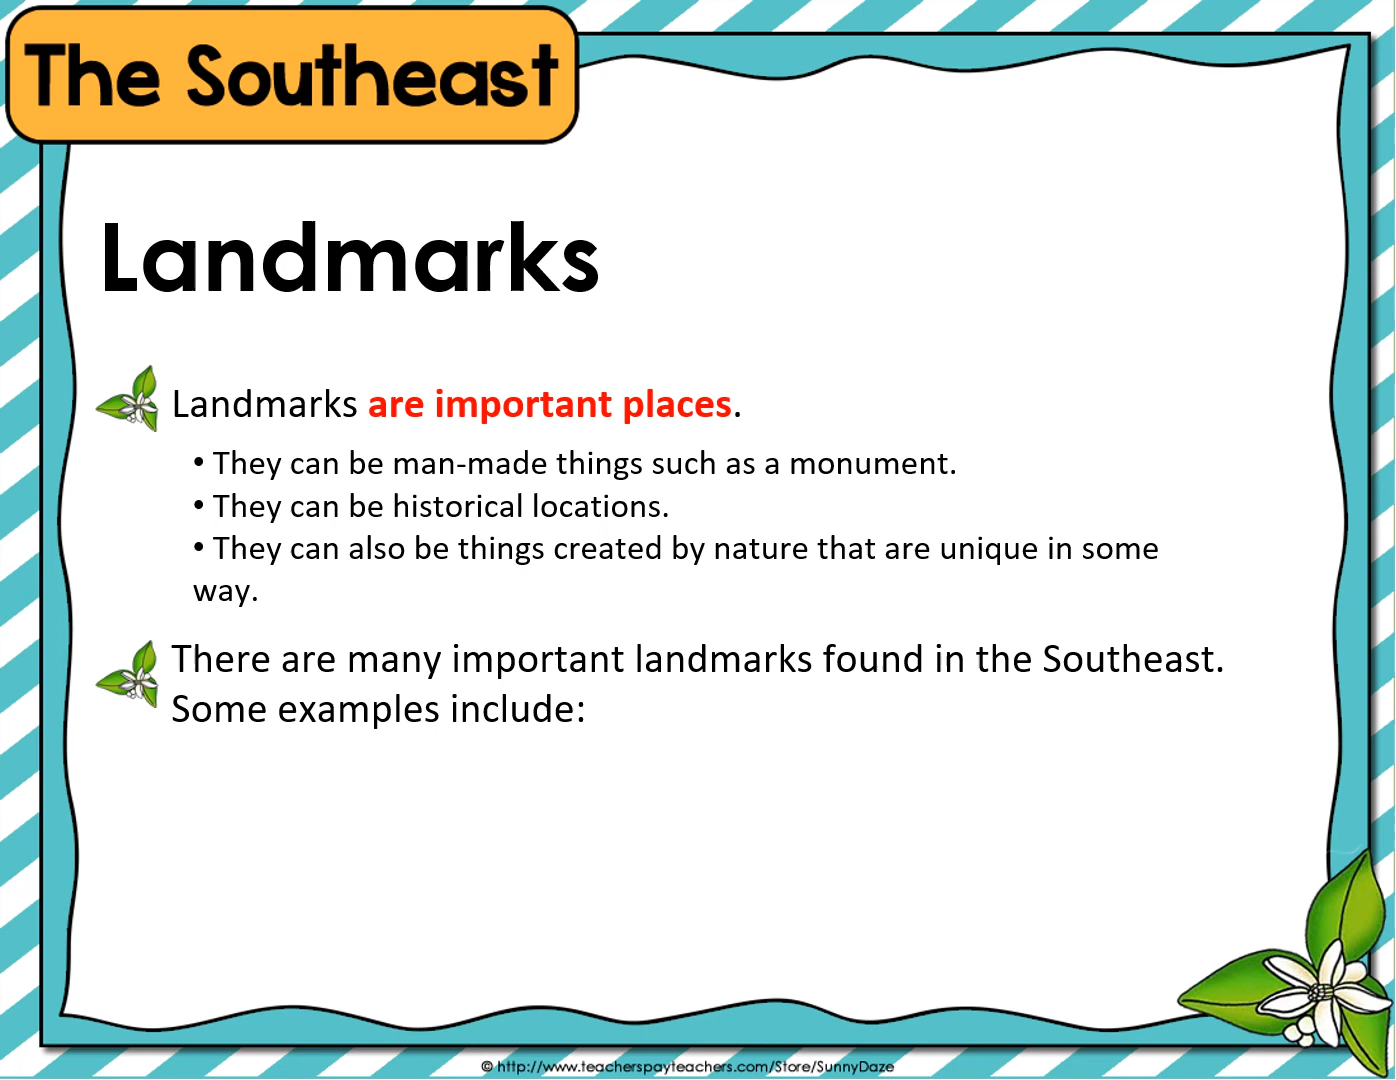 The Southeast
Landmarks
Landmarks are important places.
• They can be man-made things such as a monument.
• They can be historical locations.
• They can also be things created by nature that are unique in some
way.
There are many important landmarks found in the Southeast.
Some examples include:
© http://www.teacherspayteachers.com/Store/SunnyDaze